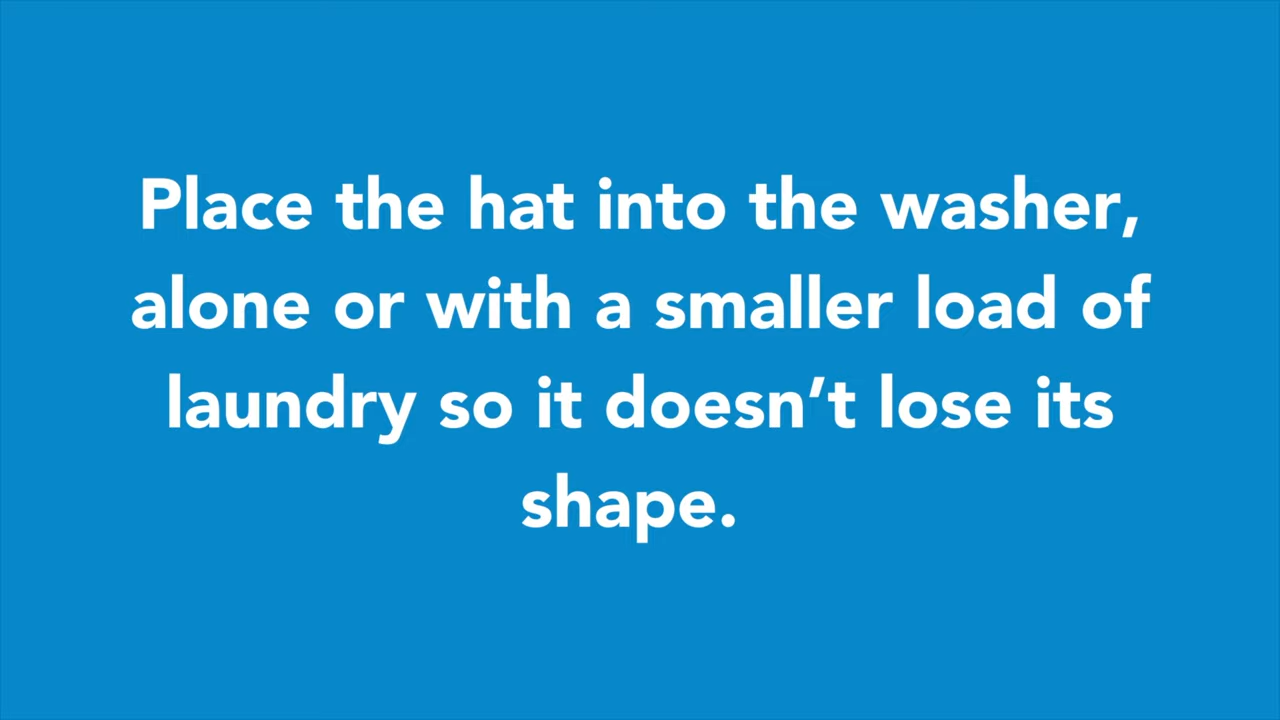 Place the hat into the washer,
alone or with a smaller load of
laundry so it doesn’t lose its
shape.